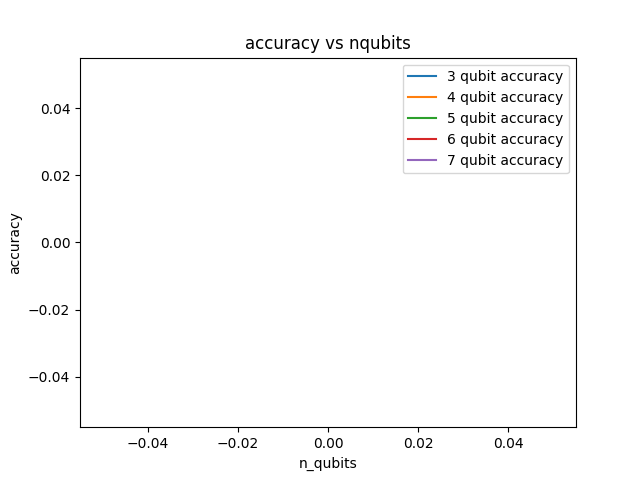 accuracy vs nqubits
3 qubit accuracy
4 qubit accuracy
5 qubit accuracy
6 qubit accuracy
7 qubit accuracy
0.04
0.02
0.00
−0.02
−0.04
accuracy
−0.04
−0.02
0.00
0.02
0.04
n_qubits